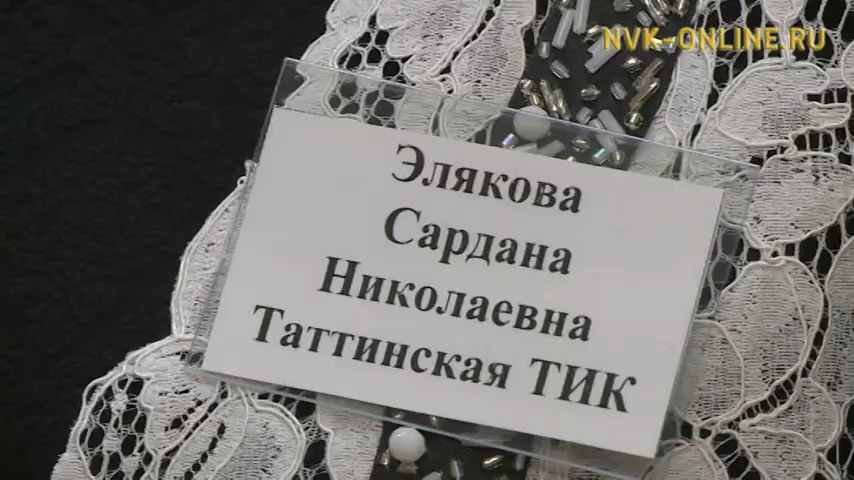 NVK-ONLINE.RU
Элякова
Сардана
Николаевна
Таттинская ТИК